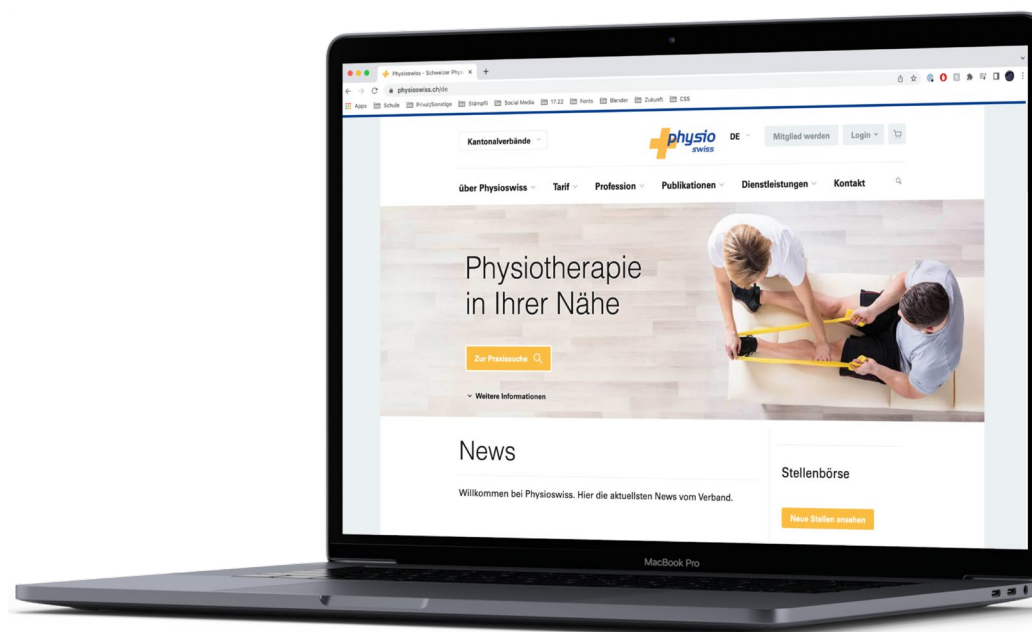 Physioswiss - Schweizer Phys
physioswiss.ch/de
Apps Schule Privat/Sonstige Stämpfli Social Media 17.22 Fonts Blender Zukunft CSS
Kantonalverbände
physio
swiss
DE
Mitglied werden
Login
über Physioswiss
Tarif
Profession
Publikationen
Dienstleistungen
Kontakt
Physiotherapie
in Ihrer Nähe
Zur Praxissuche
Weitere Informationen
News
Willkommen bei Physioswiss. Hier die aktuellsten News vom Verband.
Stellenbörse
Neue Stellen ansehen
MacBook Pro